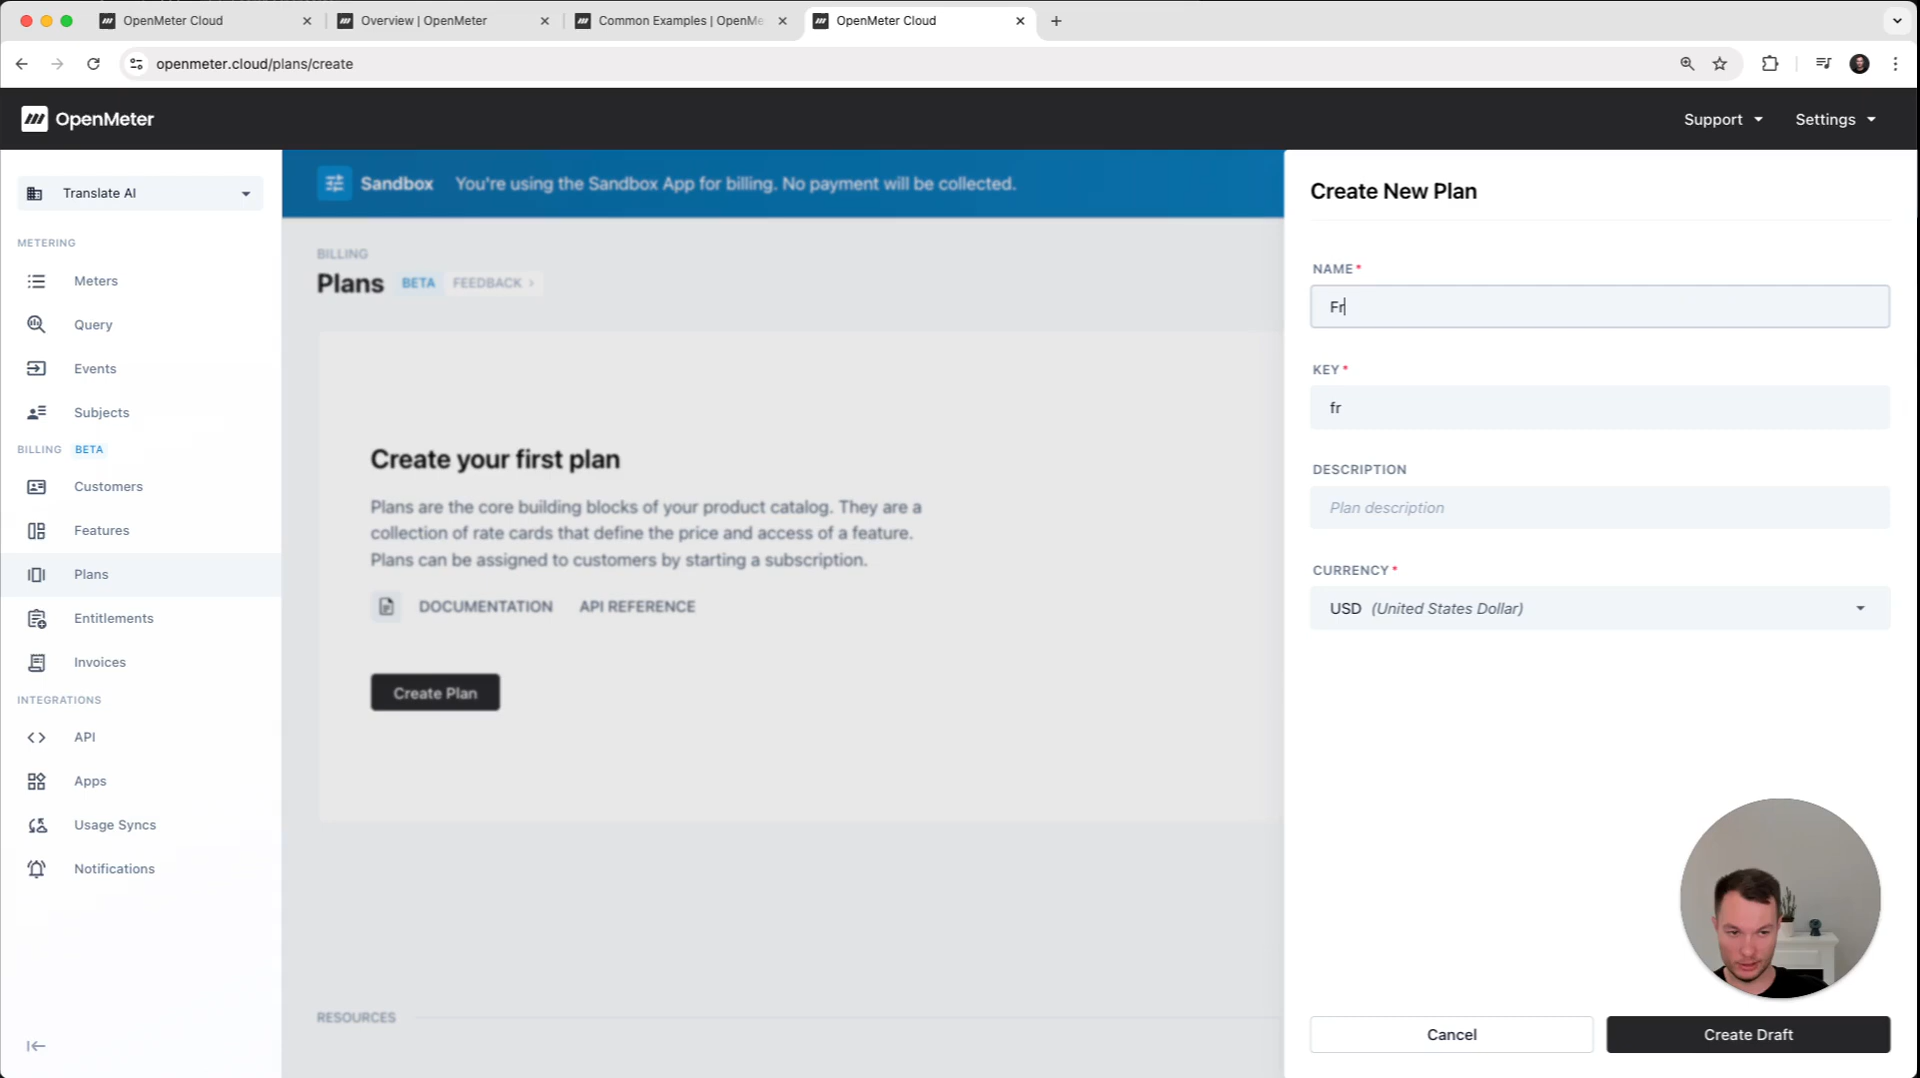 OpenMeter Cloud
Overview | OpenMeter
Common Examples | OpenMe
OpenMeter Cloud
openmeter.cloud/plans/create
OpenMeter
Support
Settings
Translate AI
METERING
Meters
Query
Events
Subjects
BILLING BETA
Customers
Features
Plans
Entitlements
Invoices
INTEGRATIONS
API
Apps
Usage Syncs
Notifications
Sandbox You're using the Sandbox App for billing. No payment will be collected.
BILLING
Plans BETA FEEDBACK
Create your first plan
Plans are the core building blocks of your product catalog. They are a
collection of rate cards that define the price and access of a feature.
Plans can be assigned to customers by starting a subscription.
DOCUMENTATION API REFERENCE
Create Plan
RESOURCES
Create New Plan
NAME*
Fr
KEY*
fr
DESCRIPTION
Plan description
CURRENCY*
USD (United States Dollar)
Cancel
Create Draft